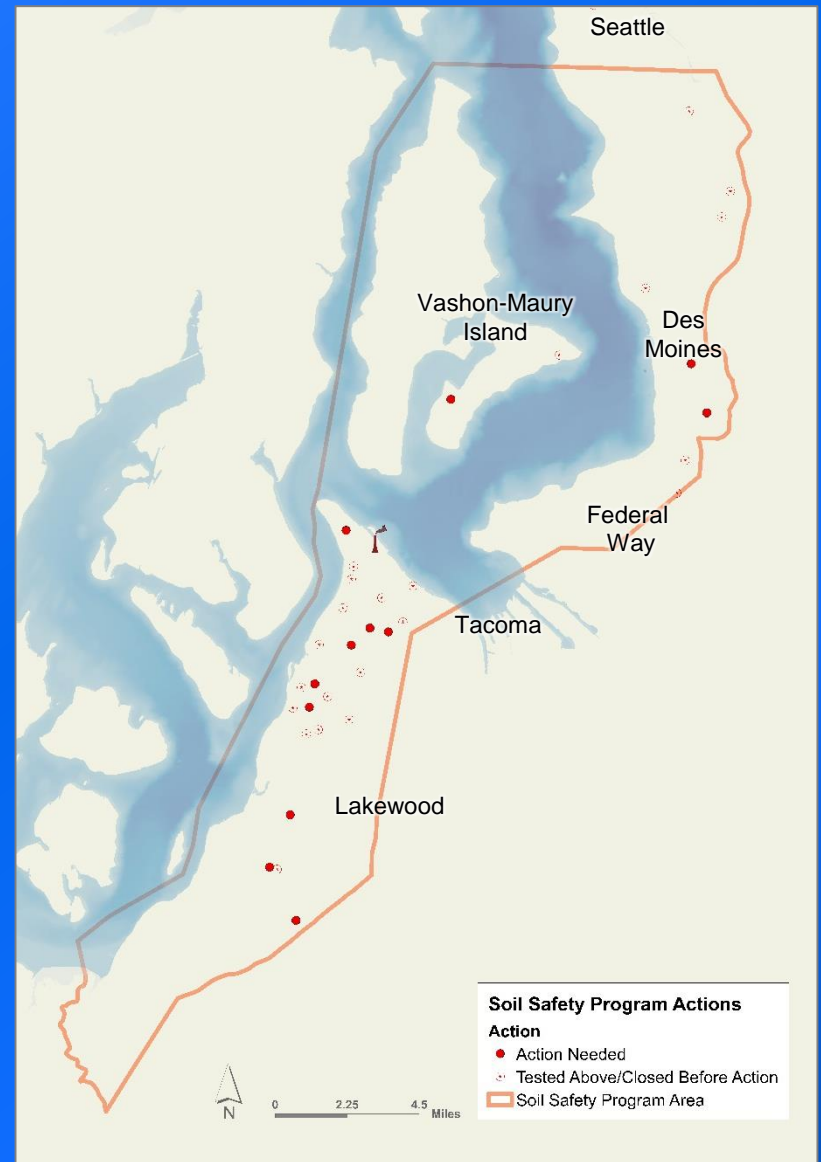 Seattle
Vashon-Maury
Island
Des
Moines
Federal
Way
Tacoma
Lakewood
Soil Safety Program Actions
Action
Action Needed
Tested Above/Closed Before Action
Soil Safety Program Area
N
0 2.25 4.5 Miles